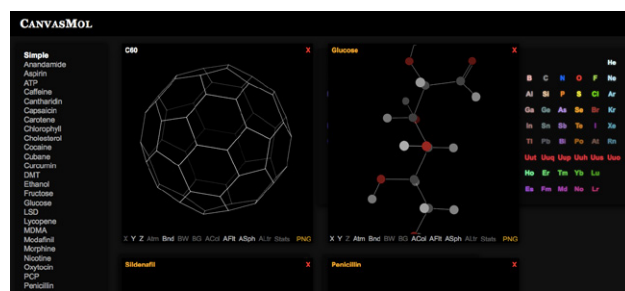 CANVASMOL
Simple
Anandamide
Aspirin
ATP
Caffeine
Cantharidin
Capsaicin
Carotene
Chlorophyll
Cholesterol
Cocaine
Cubane
Curcumin
DMT
Ethanol
Fructose
Glucose
LSD
Lycopene
MDMA
Modafinil
Morphine
Nicotine
Oxytocin
PCP
Penicillin
C60 X
X Y Z Atm Bnd BW BG ACol AFlt ASph ALtr Stats PNG
Glucose X
X Y Z Atm Bnd BW BG ACol AFlt ASph ALtr Stats PNG
Sildenafil X
Penicillin X
He
B C N O F Ne
Al Si P S Cl Ar
Ga Ge As Se Br Kr
In Sn Sb Te I Xe
Tl Pb Bi Po At Rn
Uut Uuq Uup Uuh Uus Uuo
Ho Er Tm Yb Lu
Es Fm Md No Lr